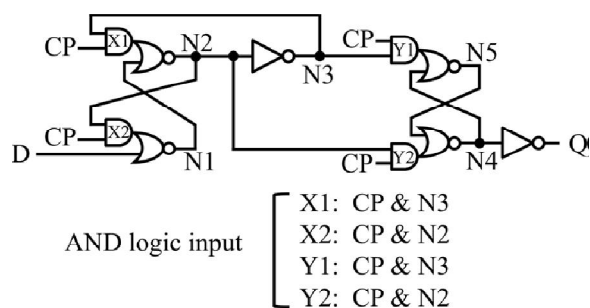 CP
X1
N2
N3
CP
Y1
N5
CP
X2
D
N1
CP
Y2
N4
Q
AND logic input
X1: CP & N3
X2: CP & N2
Y1: CP & N3
Y2: CP & N2